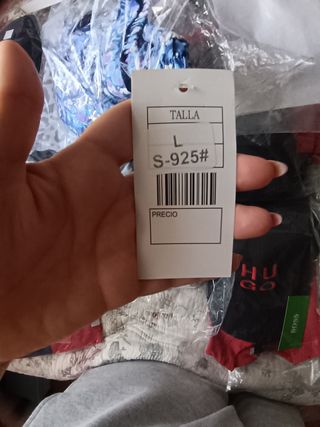 TALLA
L
S-925#
PRECIO
HU
GO
BOSS